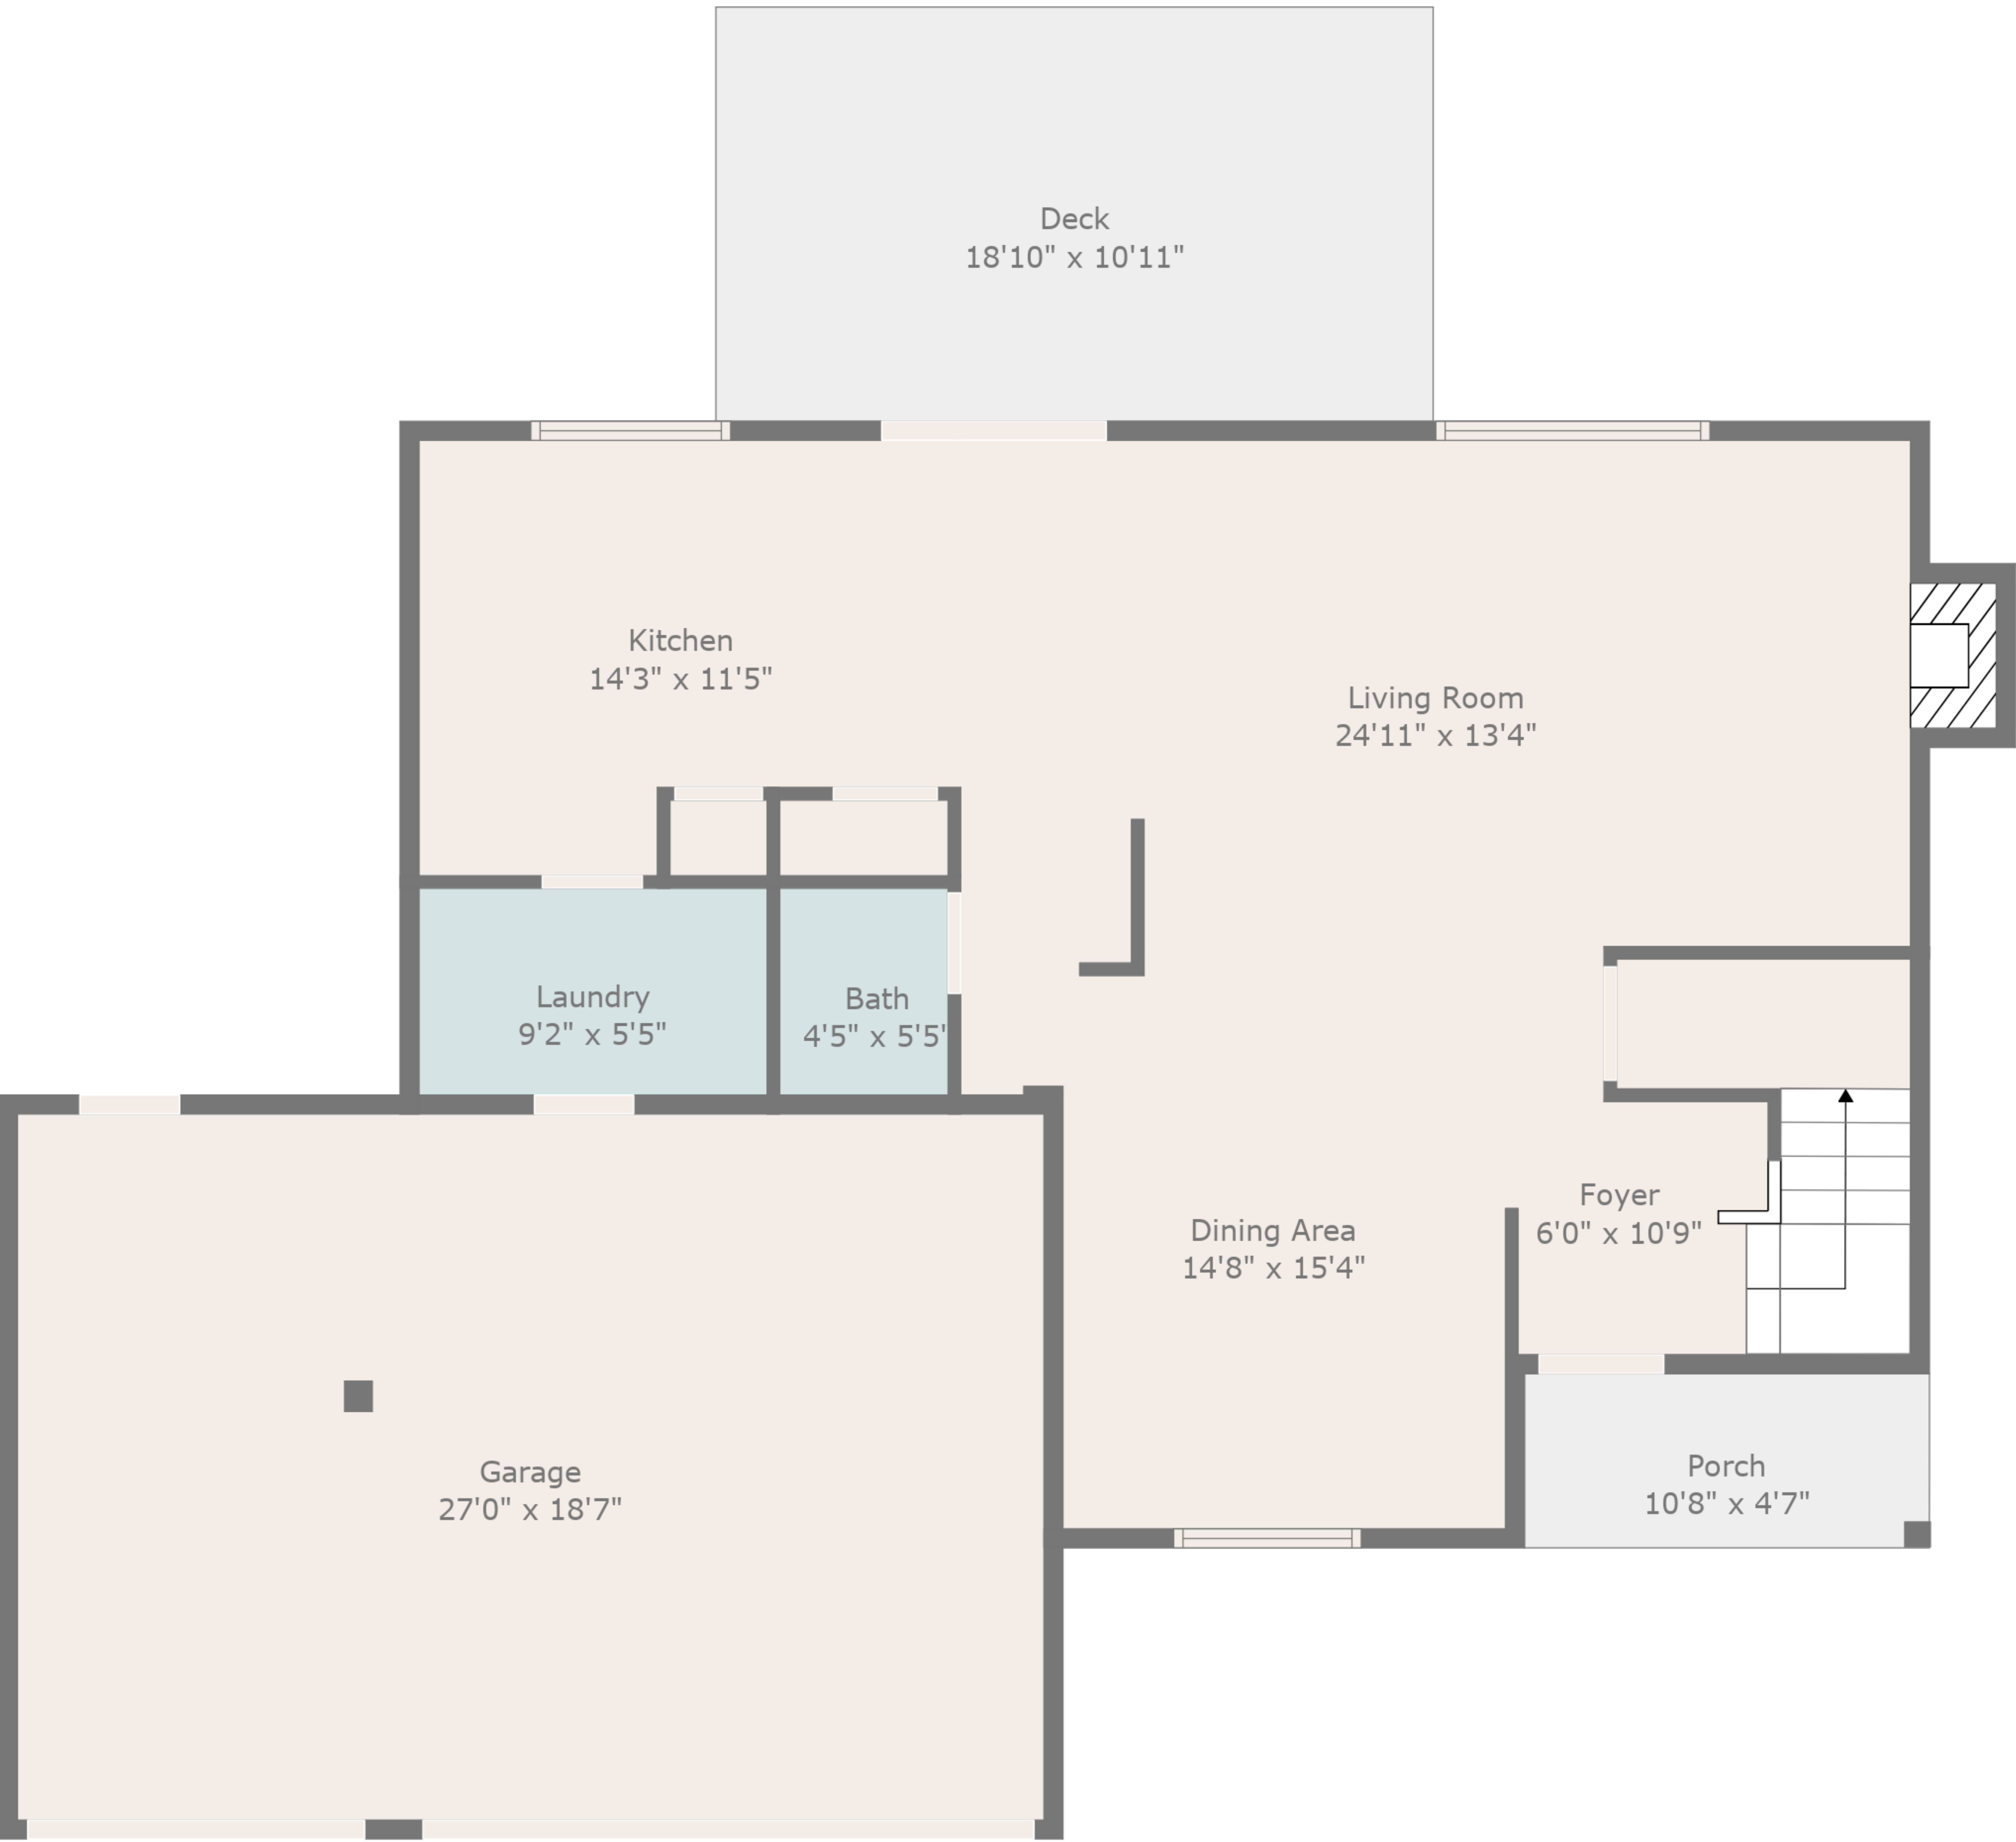 Deck
18'10" x 10'11"
Kitchen
14'3" x 11'5"
Living Room
24'11" x 13'4"
Laundry
9'2" x 5'5"
Bath
4'5" x 5'5'
Foyer
6'0" x 10'9"
Dining Area
14'8" x 15'4"
Garage
27'0" x 18'7"
Porch
10'8" x 4'7"